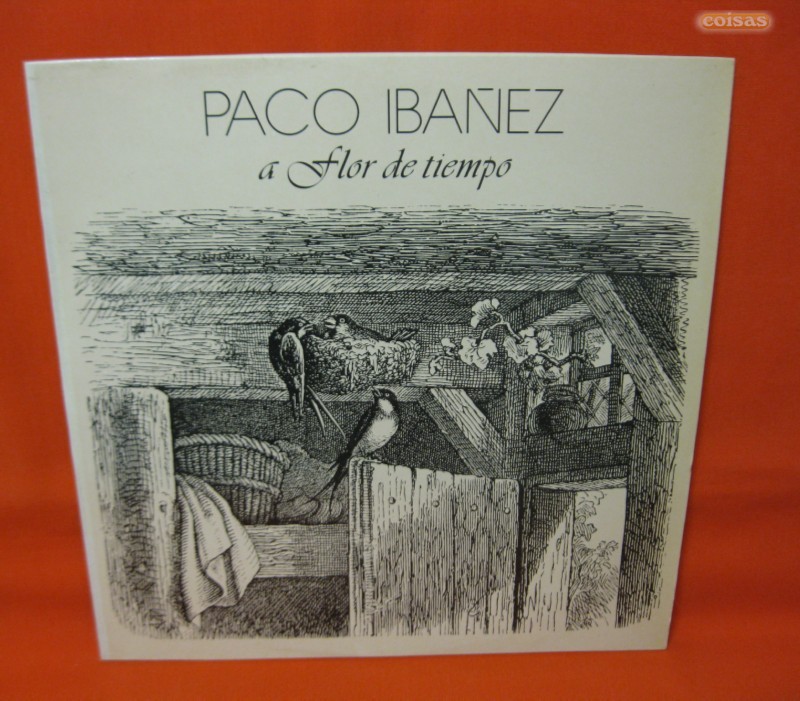 coisas
PACO IBAÑEZ
a Flor de tiempo